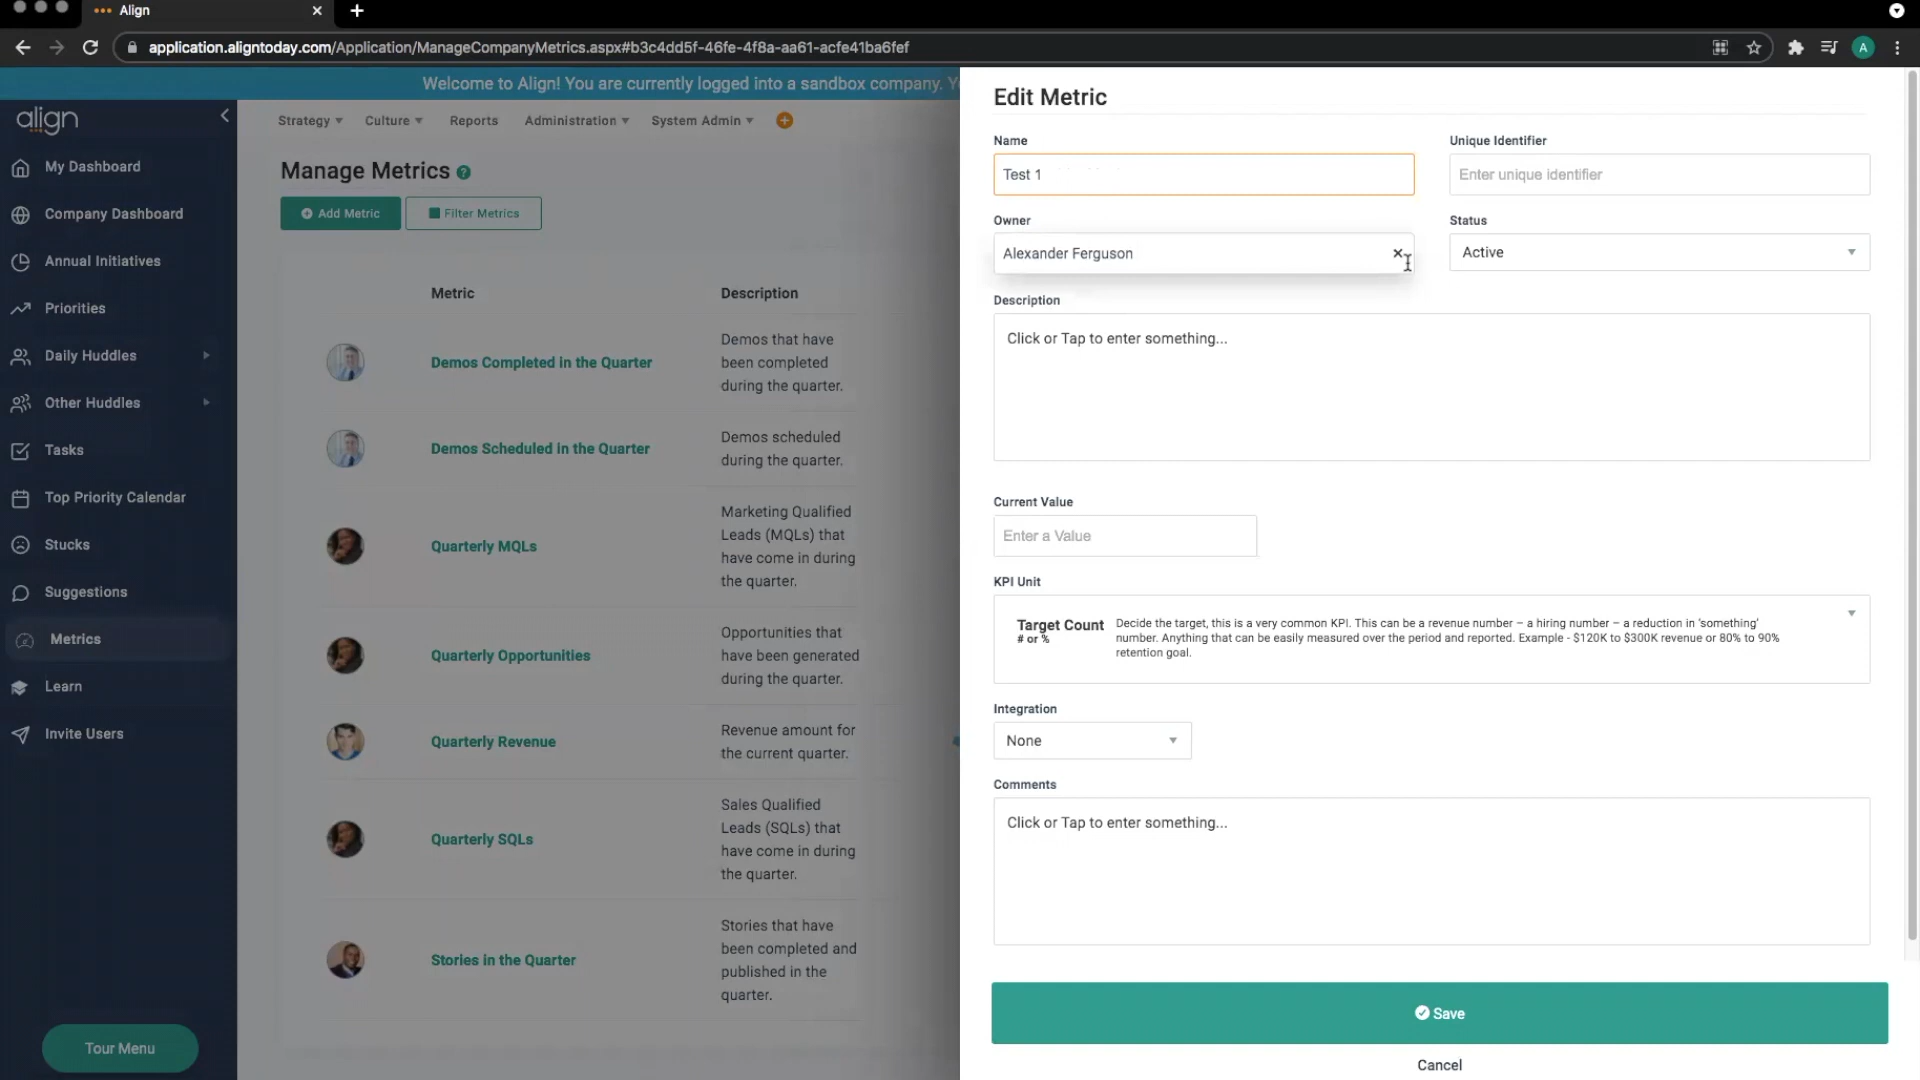 Align
application.aligntoday.com/Application/ManageCompanyMetrics.aspx#b3c4dd5f-46fe-4f8a-aa61-acfe41ba6fef
A
Welcome to Align! You are currently logged into a sandbox company. Y
align
My Dashboard
Company Dashboard
Annual Initiatives
Priorities
Daily Huddles
Other Huddles
Tasks
Top Priority Calendar
Stucks
Suggestions
Metrics
Learn
Invite Users
Tour Menu
Strategy
Culture
Reports
Administration
System Admin
Manage Metrics ?
Add Metric
Filter Metrics
Metric
Description
Demos Completed in the Quarter
Demos that have
been completed
during the quarter.
Demos Scheduled in the Quarter
Demos scheduled
during the quarter.
Quarterly MQLs
Marketing Qualified
Leads (MQLs) that
have come in during
the quarter.
Quarterly Opportunities
Opportunities that
have been generated
during the quarter.
Quarterly Revenue
Revenue amount for
the current quarter.
Quarterly SQLs
Sales Qualified
Leads (SQLs) that
have come in during
the quarter.
Stories in the Quarter
Stories that have
been completed and
published in the
quarter.
Edit Metric
Name
Test 1
Unique Identifier
Enter unique identifier
Owner
Alexander Ferguson
Status
Active
Description
Click or Tap to enter something...
Current Value
Enter a Value
KPI Unit
Target Count
# or %
Decide the target, this is a very common KPI. This can be a revenue number – a hiring number – a reduction in 'something'
number. Anything that can be easily measured over the period and reported. Example - $120K to $300K revenue or 80% to 90%
retention goal.
Integration
None
Comments
Click or Tap to enter something...
Save
Cancel